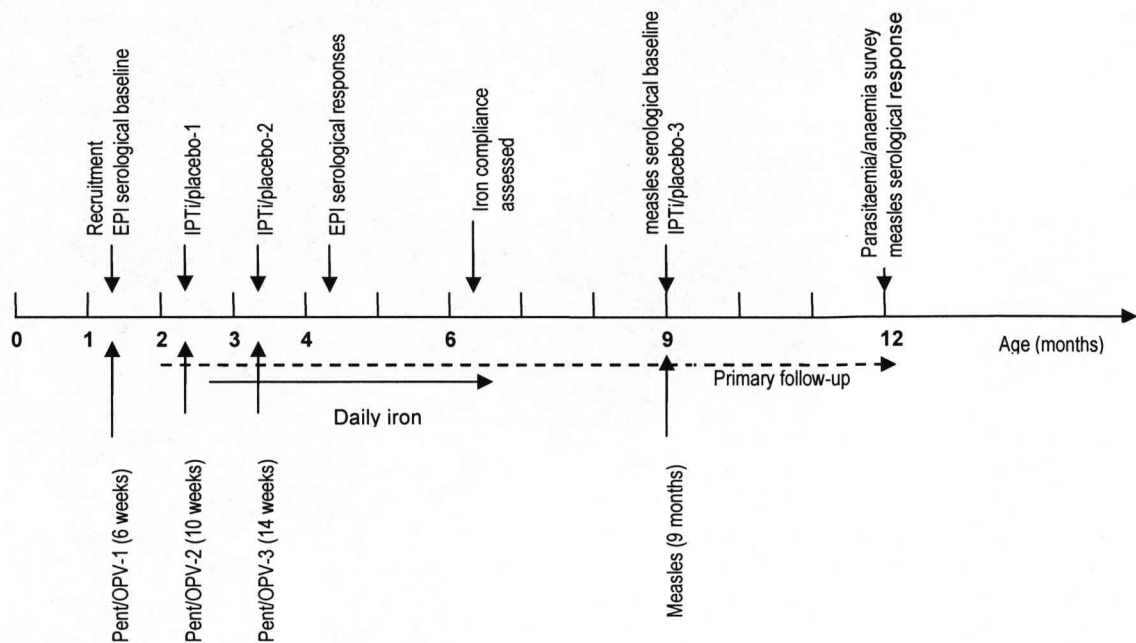 Recruitment
EPI serological baseline
IPTi/placebo-1
IPTi/placebo-2
EPI serological responses
Iron compliance
assessed
measles serological baseline
IPTi/placebo-3
Parasitaemia/anaemia survey
measles serological response
0 1 2 3 4 6 9 12 Age (months)
Primary follow-up
Daily iron
Pent/OPV-1 (6 weeks)
Pent/OPV-2 (10 weeks)
Pent/OPV-3 (14 weeks)
Measles (9 months)